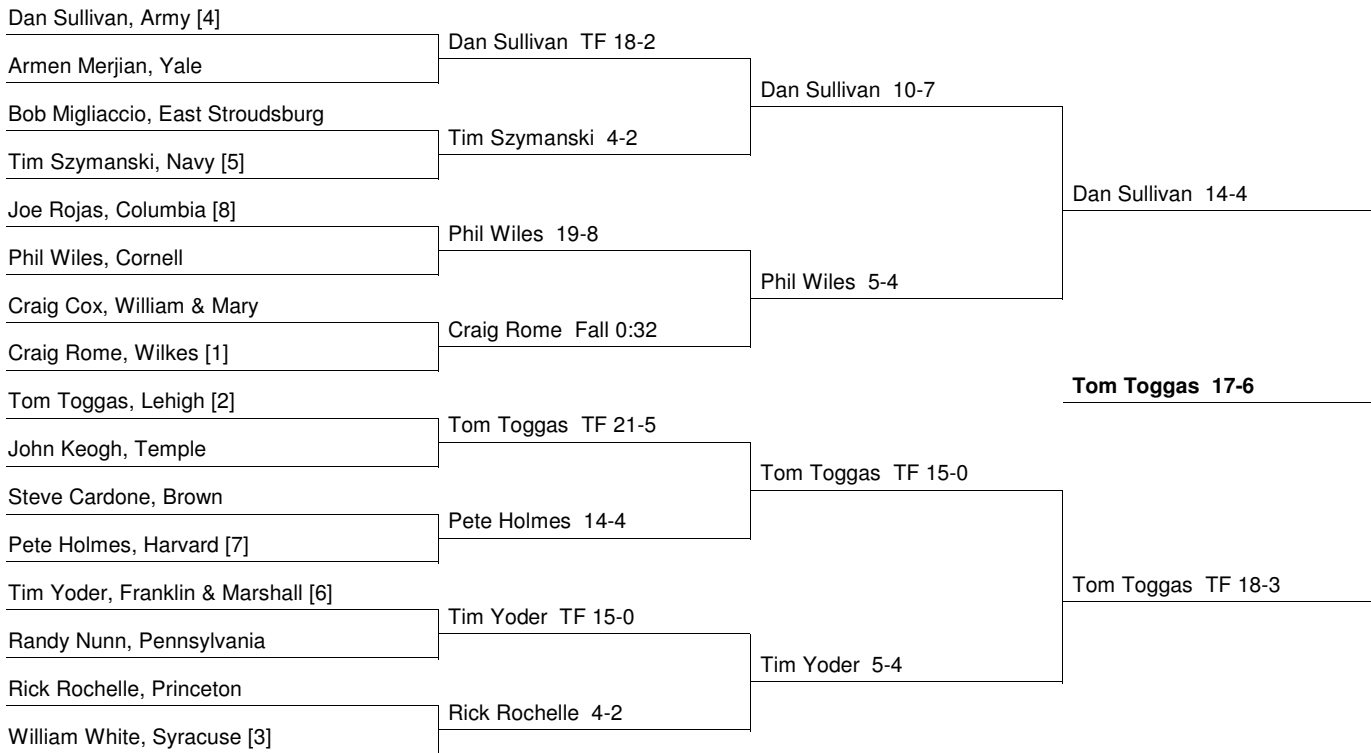 Dan Sullivan, Army [4]
Armen Merjian, Yale
Bob Migliaccio, East Stroudsburg
Tim Szymanski, Navy [5]
Joe Rojas, Columbia [8]
Phil Wiles, Cornell
Craig Cox, William & Mary
Craig Rome, Wilkes [1]
Tom Toggas, Lehigh [2]
John Keogh, Temple
Steve Cardone, Brown
Pete Holmes, Harvard [7]
Tim Yoder, Franklin & Marshall [6]
Randy Nunn, Pennsylvania
Rick Rochelle, Princeton
William White, Syracuse [3]
Dan Sullivan TF 18-2
Tim Szymanski 4-2
Phil Wiles 19-8
Craig Rome Fall 0:32
Tom Toggas TF 21-5
Pete Holmes 14-4
Tim Yoder TF 15-0
Rick Rochelle 4-2
Dan Sullivan 10-7
Phil Wiles 5-4
Tom Toggas TF 15-0
Tim Yoder 5-4
Dan Sullivan 14-4
Tom Toggas 17-6
Tom Toggas TF 18-3